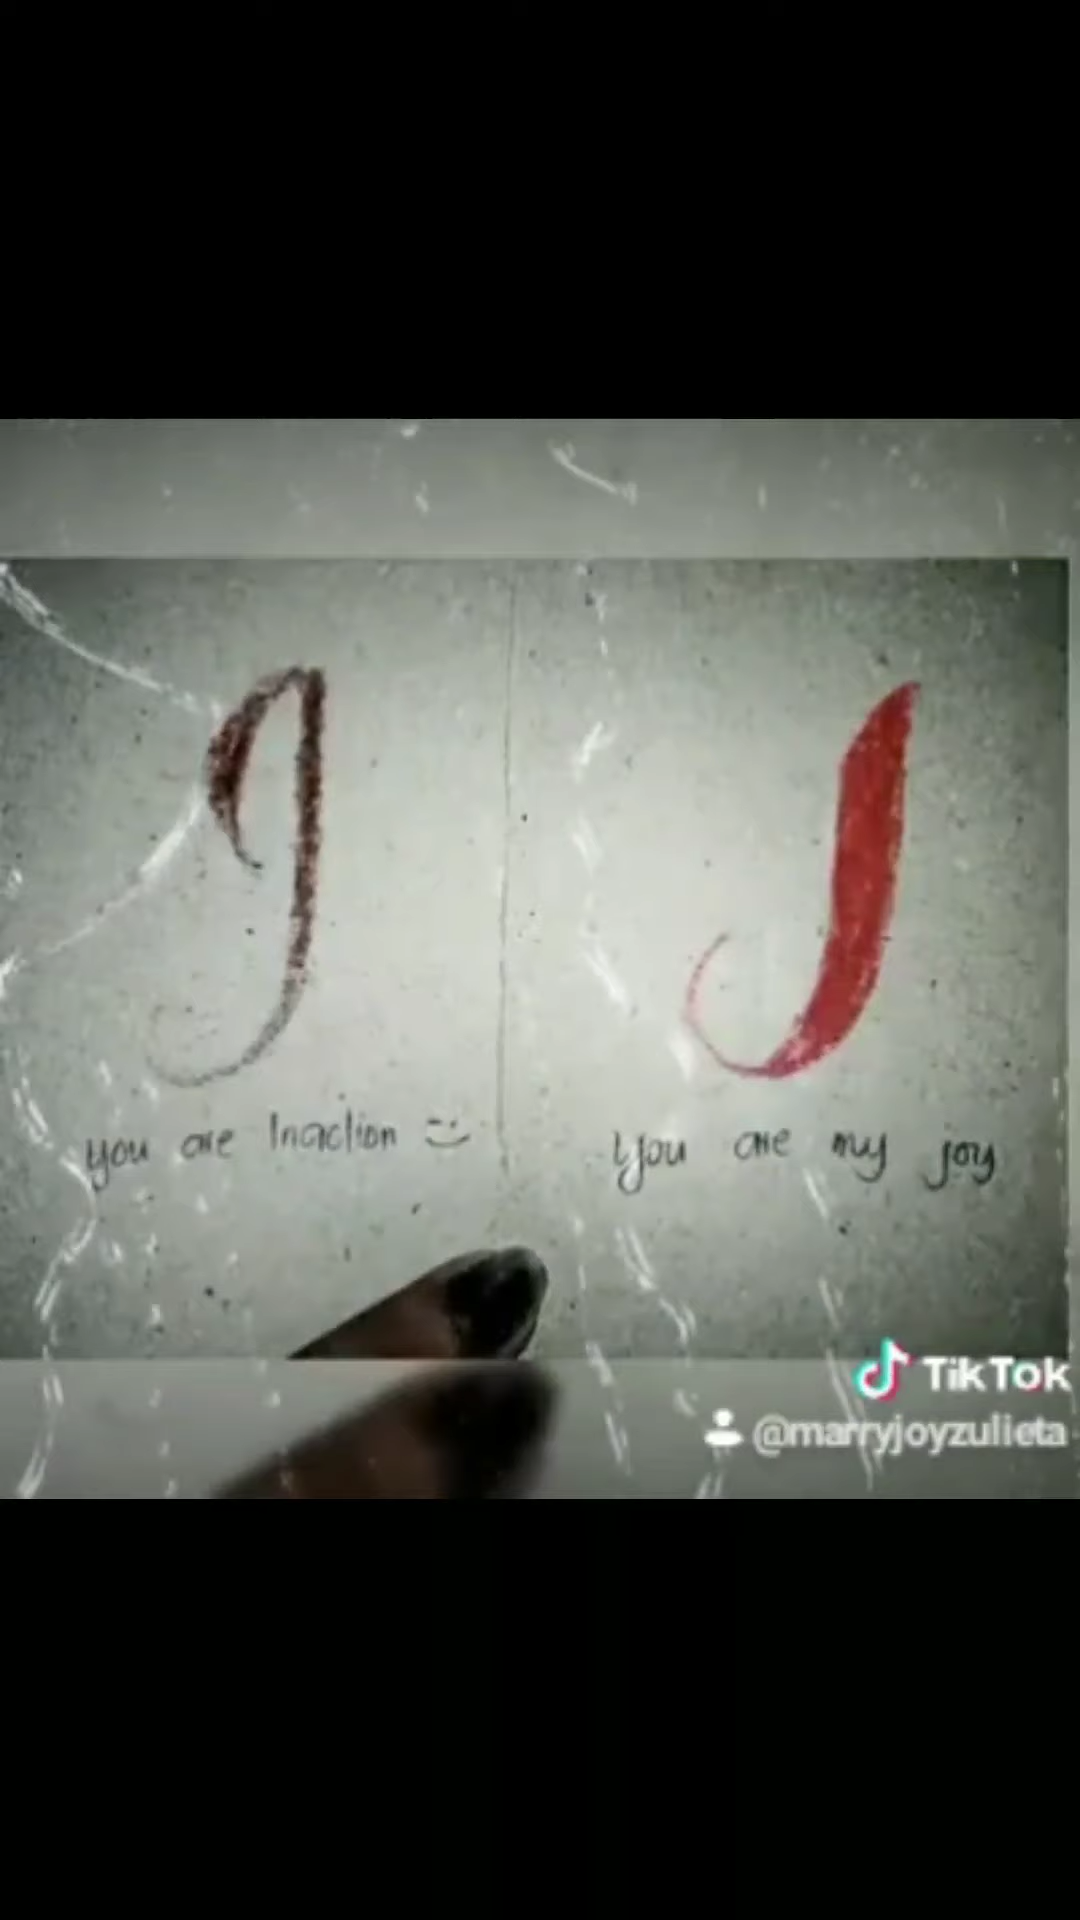 I
J
you are Inaction :)
You are my joy
TikTok
@marryjoyzulieta